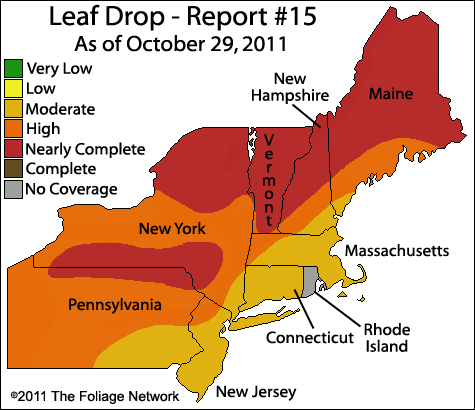 Leaf Drop - Report #15
As of October 29, 2011
Very Low
Low
Moderate
High
Nearly Complete
Complete
No Coverage
New
Hampshire
Maine
Vermont
New York
Massachusetts
Pennsylvania
Connecticut
Rhode
Island
New Jersey
©2011 The Foliage Network